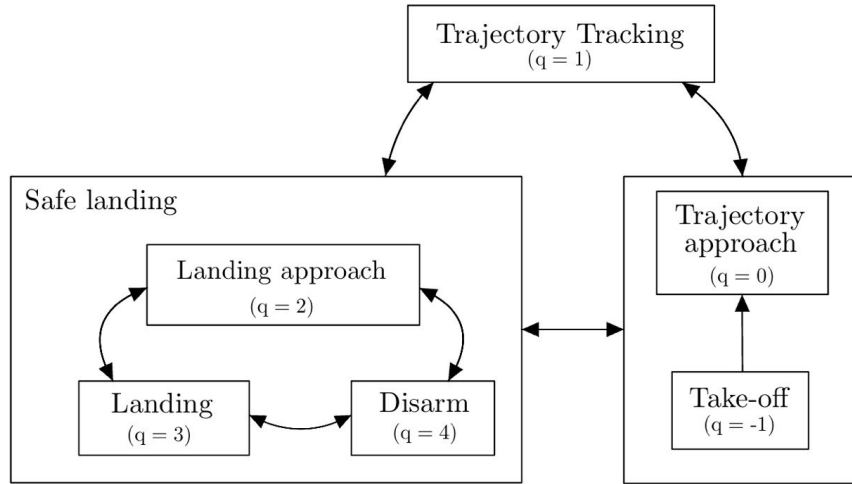 Trajectory Tracking
(q = 1)
Safe landing
Landing approach
(q = 2)
Landing
(q = 3)
Disarm
(q = 4)
Trajectory
approach
(q = 0)
Take-off
(q = -1)